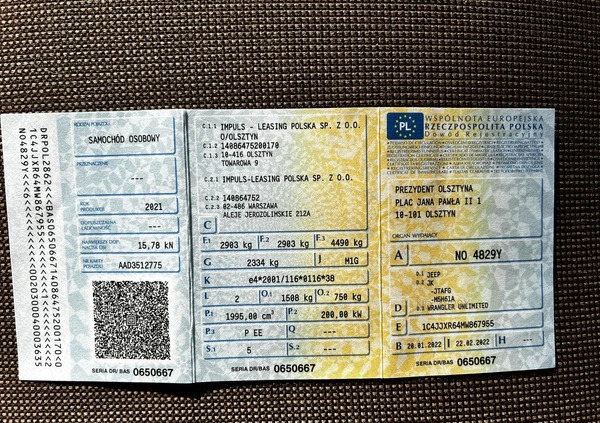 DRPOL2862<<<BAS06506671408647520017
RODZAJ POJAZDU
SAMOCHÓD OSOBOWY
PRZEZNACZENIE
---
ROK PRODUKCJI 2021
DOPUSZCZALNA ŁADOWNOŚĆ ---
NAJWIĘKSZY DOP. NACISK OSI 15,78 kN
NR KARTY POJAZDU AAD3512775
SERIA DR/BAS 0650667
C.1.1 IMPULS - LEASING POLSKA SP. Z O.O.
O/OLSZTYN
C.1.2 14086475200170
C.1.3 10-416 OLSZTYN
TOWAROWA 9
C.2.1 IMPULS-LEASING POLSKA SP. Z O.O.
C.2.2 140864752
C.2.3 02-486 WARSZAWA
ALEJE JEROZOLIMSKIE 212A
C
F.1 2903 kg F.2 2903 kg F.3 4490 kg
G 2334 kg J M1G
K e4*2001/116*0116*38
L 2 O.1 1508 kg O.2 750 kg
P.1 1995,00 cm³ P.2 200,00 kW
P.3 P EE Q ---
S.1 5 S.2 ---
SERIA DR/BAS 0650667
PL
WSPÓLNOTA EUROPEJSKA
RZECZPOSPOLITA POLSKA
Dowód Rejestracyjny
PREZYDENT OLSZTYNA
PLAC JANA PAWŁA II 1
10-101 OLSZTYN
ORGAN WYDAJĄCY
A NO 4829Y
D.1 JEEP
D.2 JK
-JTAFG
-M5H61A
D D.3 WRANGLER UNLIMITED
E 1C4JJXR64MW867955
B 20.01.2022 I 22.02.2022 H ---
SERIA DR/BAS 0650667